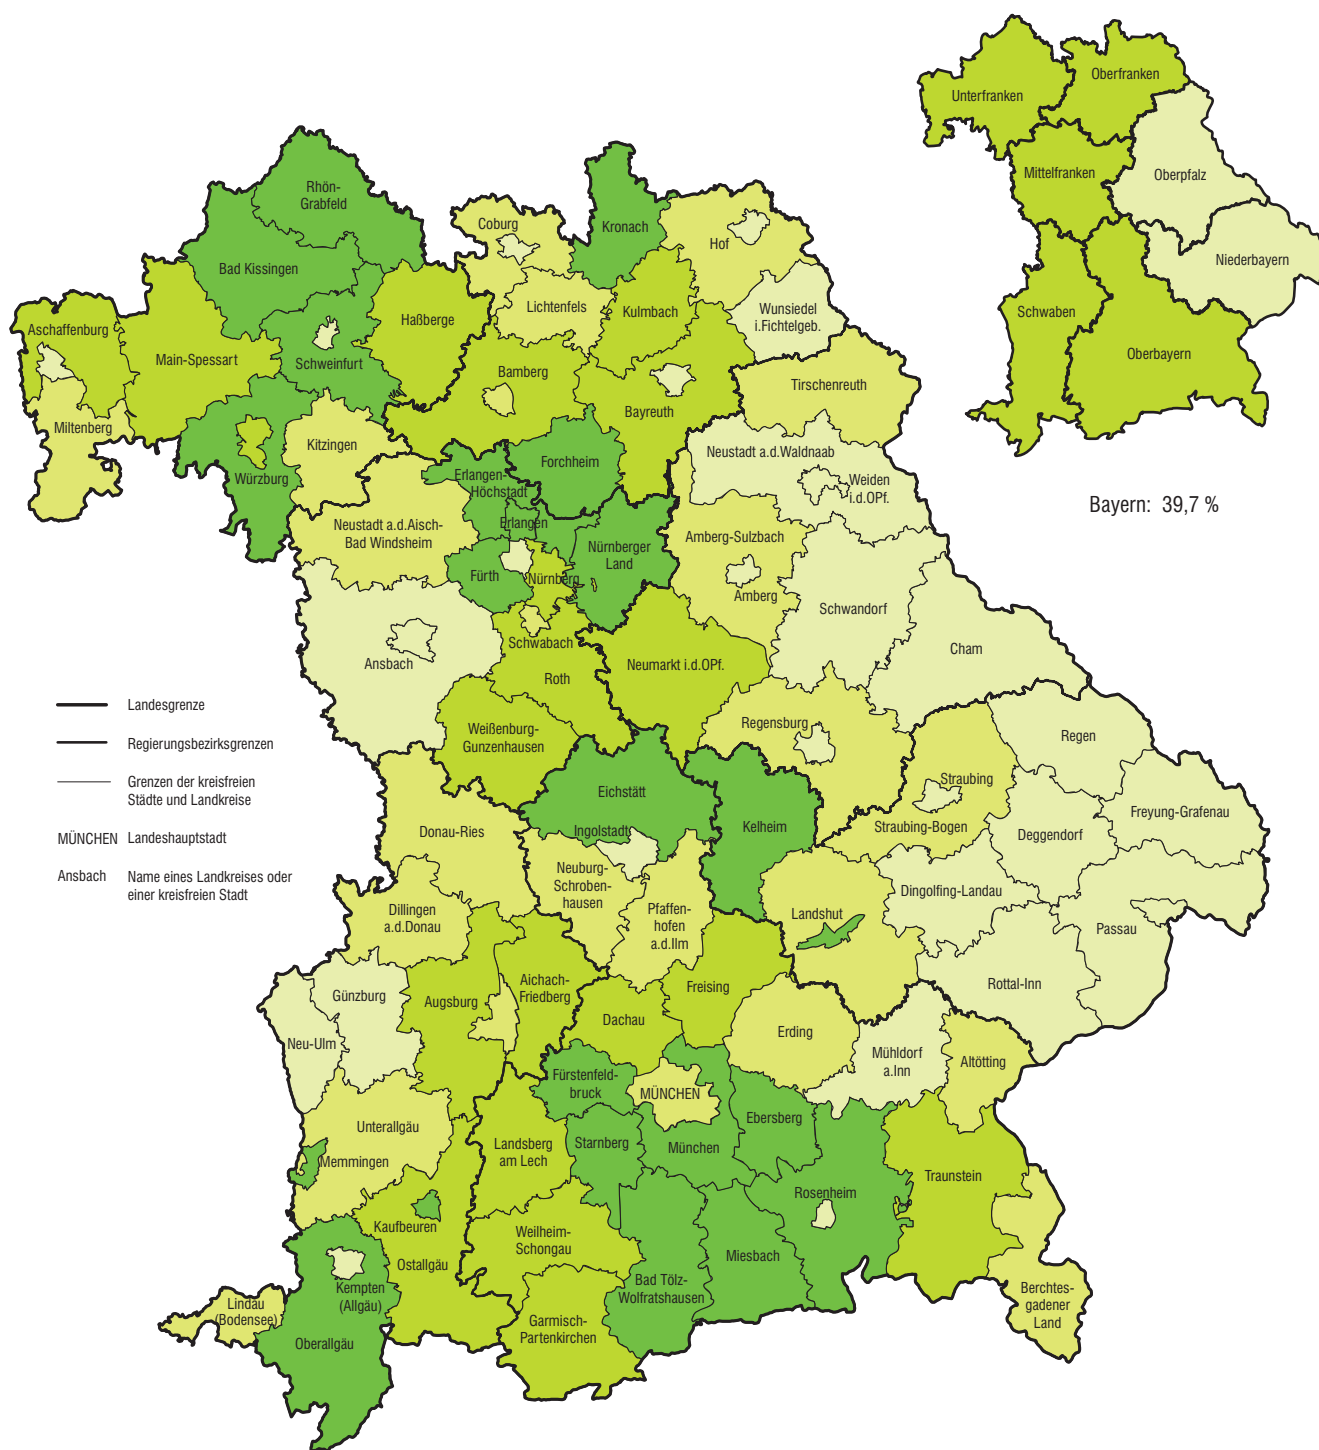 Unterfranken
Oberfranken
Mittelfranken
Oberpfalz
Niederbayern
Schwaben
Oberbayern
Bayern: 39,7 %
Rhön-
Grabfeld
Bad Kissingen
Coburg
Kronach
Hof
Lichtenfels
Kulmbach
Wunsiedel
i.Fichtelgeb.
Aschaffenburg
Main-Spessart
Schweinfurt
Haßberge
Bamberg
Bayreuth
Tirschenreuth
Miltenberg
Kitzingen
Würzburg
Forchheim
Erlangen-
Höchstadt
Neustadt a.d.Waldnaab
Weiden
i.d.OPf.
Neustadt a.d.Aisch-
Bad Windsheim
Erlangen
Nürnberger
Land
Amberg-Sulzbach
Amberg
Fürth
Nürnberg
Schwandorf
Ansbach
Schwabach
Roth
Neumarkt i.d.OPf.
Cham
Weißenburg-
Gunzenhausen
Regensburg
Regen
Landesgrenze
Regierungsbezirksgrenzen
Grenzen der kreisfreien
Städte und Landkreise
MÜNCHEN Landeshauptstadt
Ansbach Name eines Landkreises oder
einer kreisfreien Stadt
Eichstätt
Ingolstadt
Kelheim
Straubing
Straubing-Bogen
Deggendorf
Freyung-Grafenau
Donau-Ries
Neuburg-
Schroben-
hausen
Pfaffen-
hofen
a.d.Ilm
Dingolfing-Landau
Landshut
Passau
Dillingen
a.d.Donau
Rottal-Inn
Günzburg
Augsburg
Aichach-
Friedberg
Freising
Dachau
Erding
Neu-Ulm
Mühldorf
a.Inn
Altötting
Fürstenfeld-
bruck
MÜNCHEN
Ebersberg
Unterallgäu
Memmingen
Landsberg
am Lech
Starnberg
München
Traunstein
Rosenheim
Kaufbeuren
Ostallgäu
Weilheim-
Schongau
Miesbach
Bad Tölz-
Wolfratshausen
Kempten
(Allgäu)
Lindau
(Bodensee)
Oberallgäu
Garmisch-
Partenkirchen
Berchtes-
gadener
Land